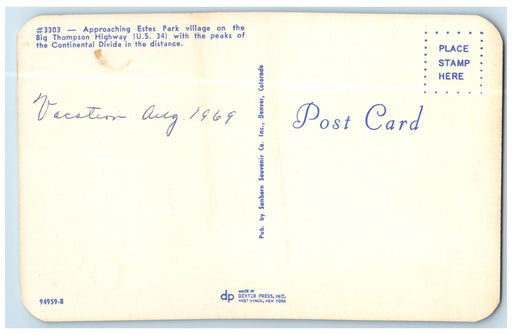 #3303 — Approaching Estes Park village on the
Big Thompson Highway (U.S. 34) with the peaks of
the Continental Divide in the distance.
PLACE
STAMP
HERE
Vacation Aug. 1969
Post Card
Pub. by Sanborn Souvenir Co. Inc., Denver, Colorado
94959-B
dp
MADE BY
DEXTER PRESS, INC.
WEST NYACK, NEW YORK